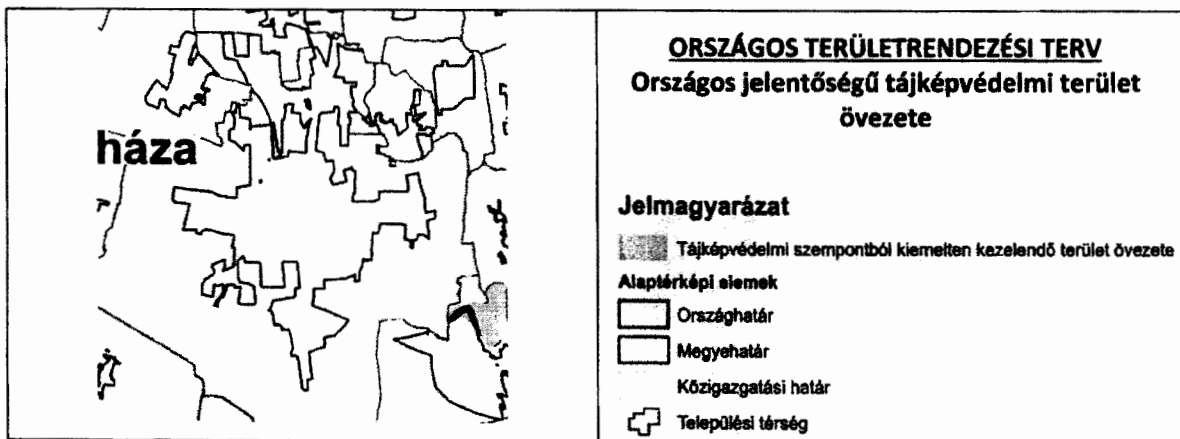 háza
ORSZÁGOS TERÜLETRENDEZÉSI TERV
Országos jelentőségű tájképvédelmi terület
övezete
Jelmagyarázat
Tájképvédelmi szempontból kiemetten kezelendő terület övezete
Alaptérképi elemek
Országhatár
Megyehatár
Közigazgatási határ
Települési térség